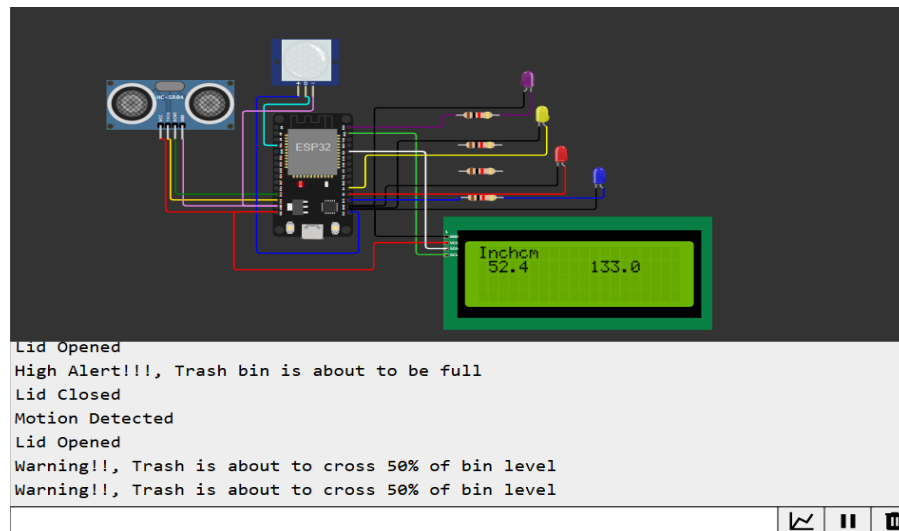 HC-SR04
ESP32
Inchcm
52.4 133.0
Lid Opened
High Alert!!!, Trash bin is about to be full
Lid Closed
Motion Detected
Lid Opened
Warning!!, Trash is about to cross 50% of bin level
Warning!!, Trash is about to cross 50% of bin level